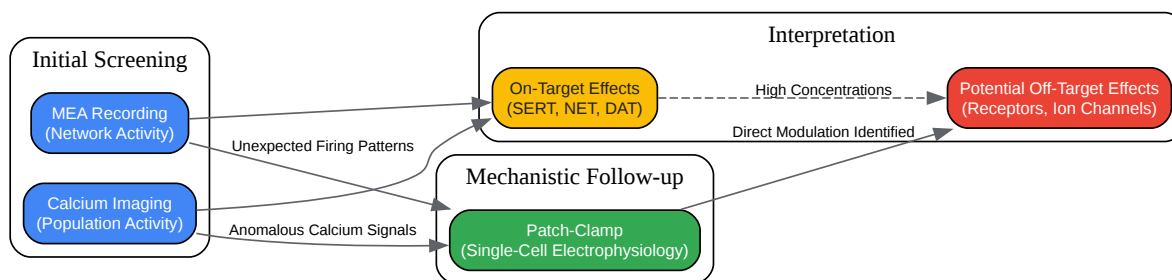 Initial Screening
MEA Recording
(Network Activity)
Calcium Imaging
(Population Activity)
Unexpected Firing Patterns
Anomalous Calcium Signals
Mechanistic Follow-up
Patch-Clamp
(Single-Cell Electrophysiology)
Interpretation
On-Target Effects
(SERT, NET, DAT)
High Concentrations
Direct Modulation Identified
Potential Off-Target Effects
(Receptors, Ion Channels)